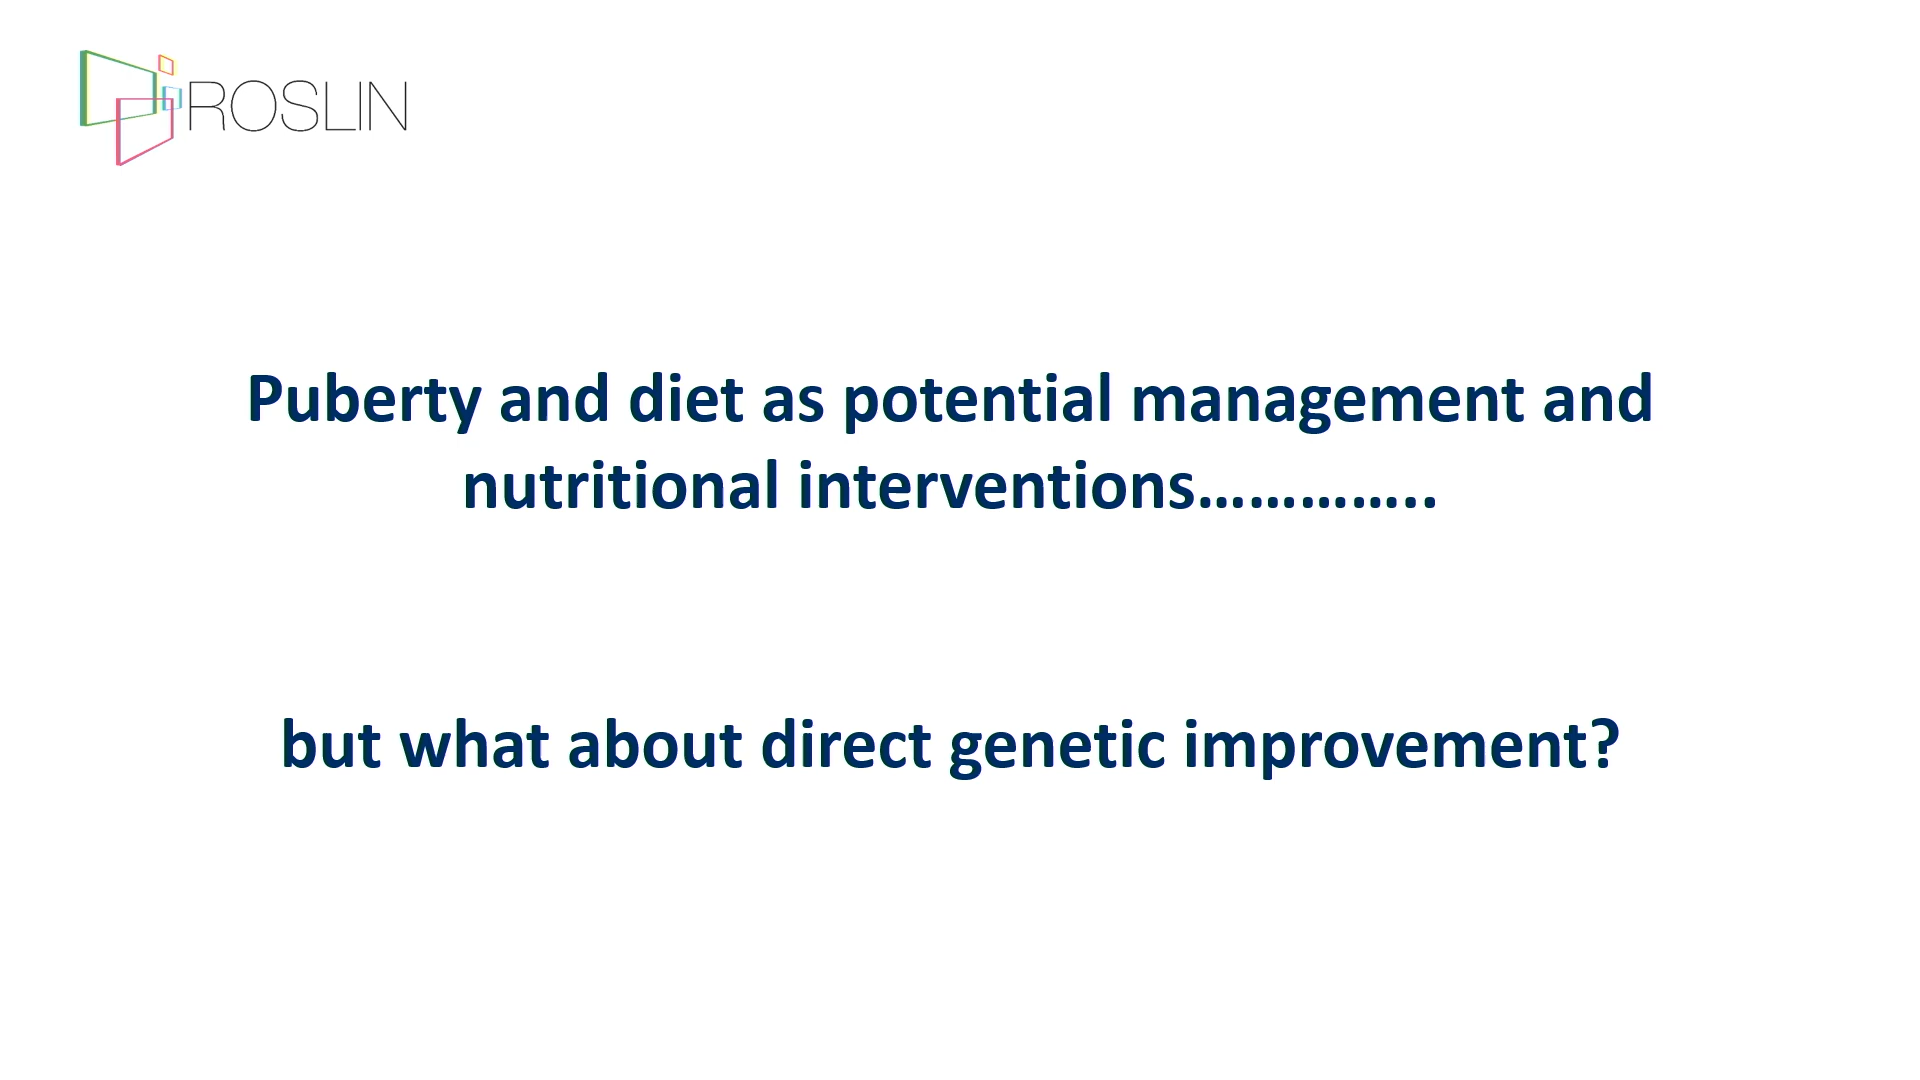 ROSLIN
Puberty and diet as potential management and
nutritional interventions…………..
but what about direct genetic improvement?